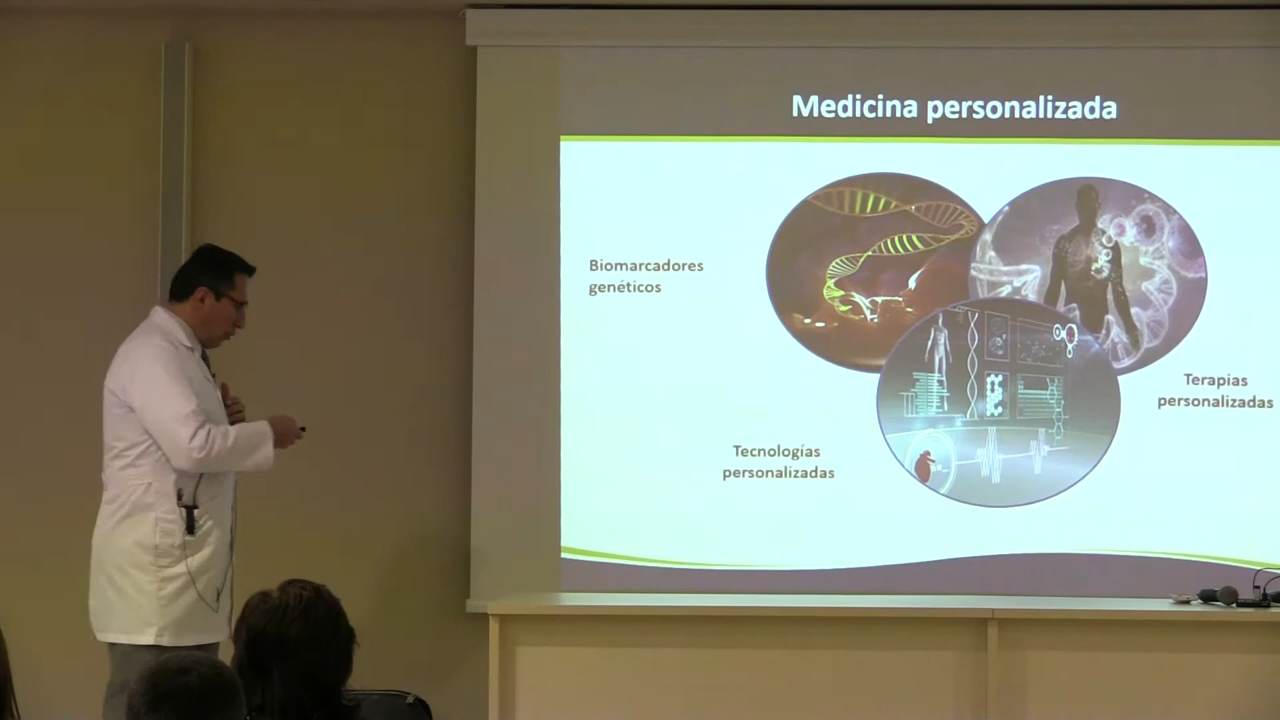 Medicina personalizada
Biomarcadores
genéticos
Terapias
personalizadas
Tecnologías
personalizadas